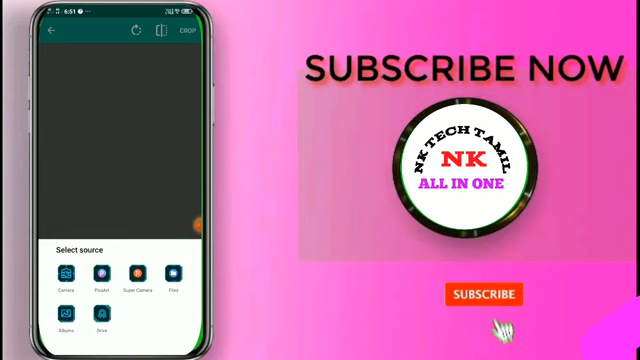 6:51
CROP
Select source
Camera
PicsArt
Super Camera
Files
Albums
Drive
SUBSCRIBE NOW
NK TECH TAMIL
NK
ALL IN ONE
SUBSCRIBE